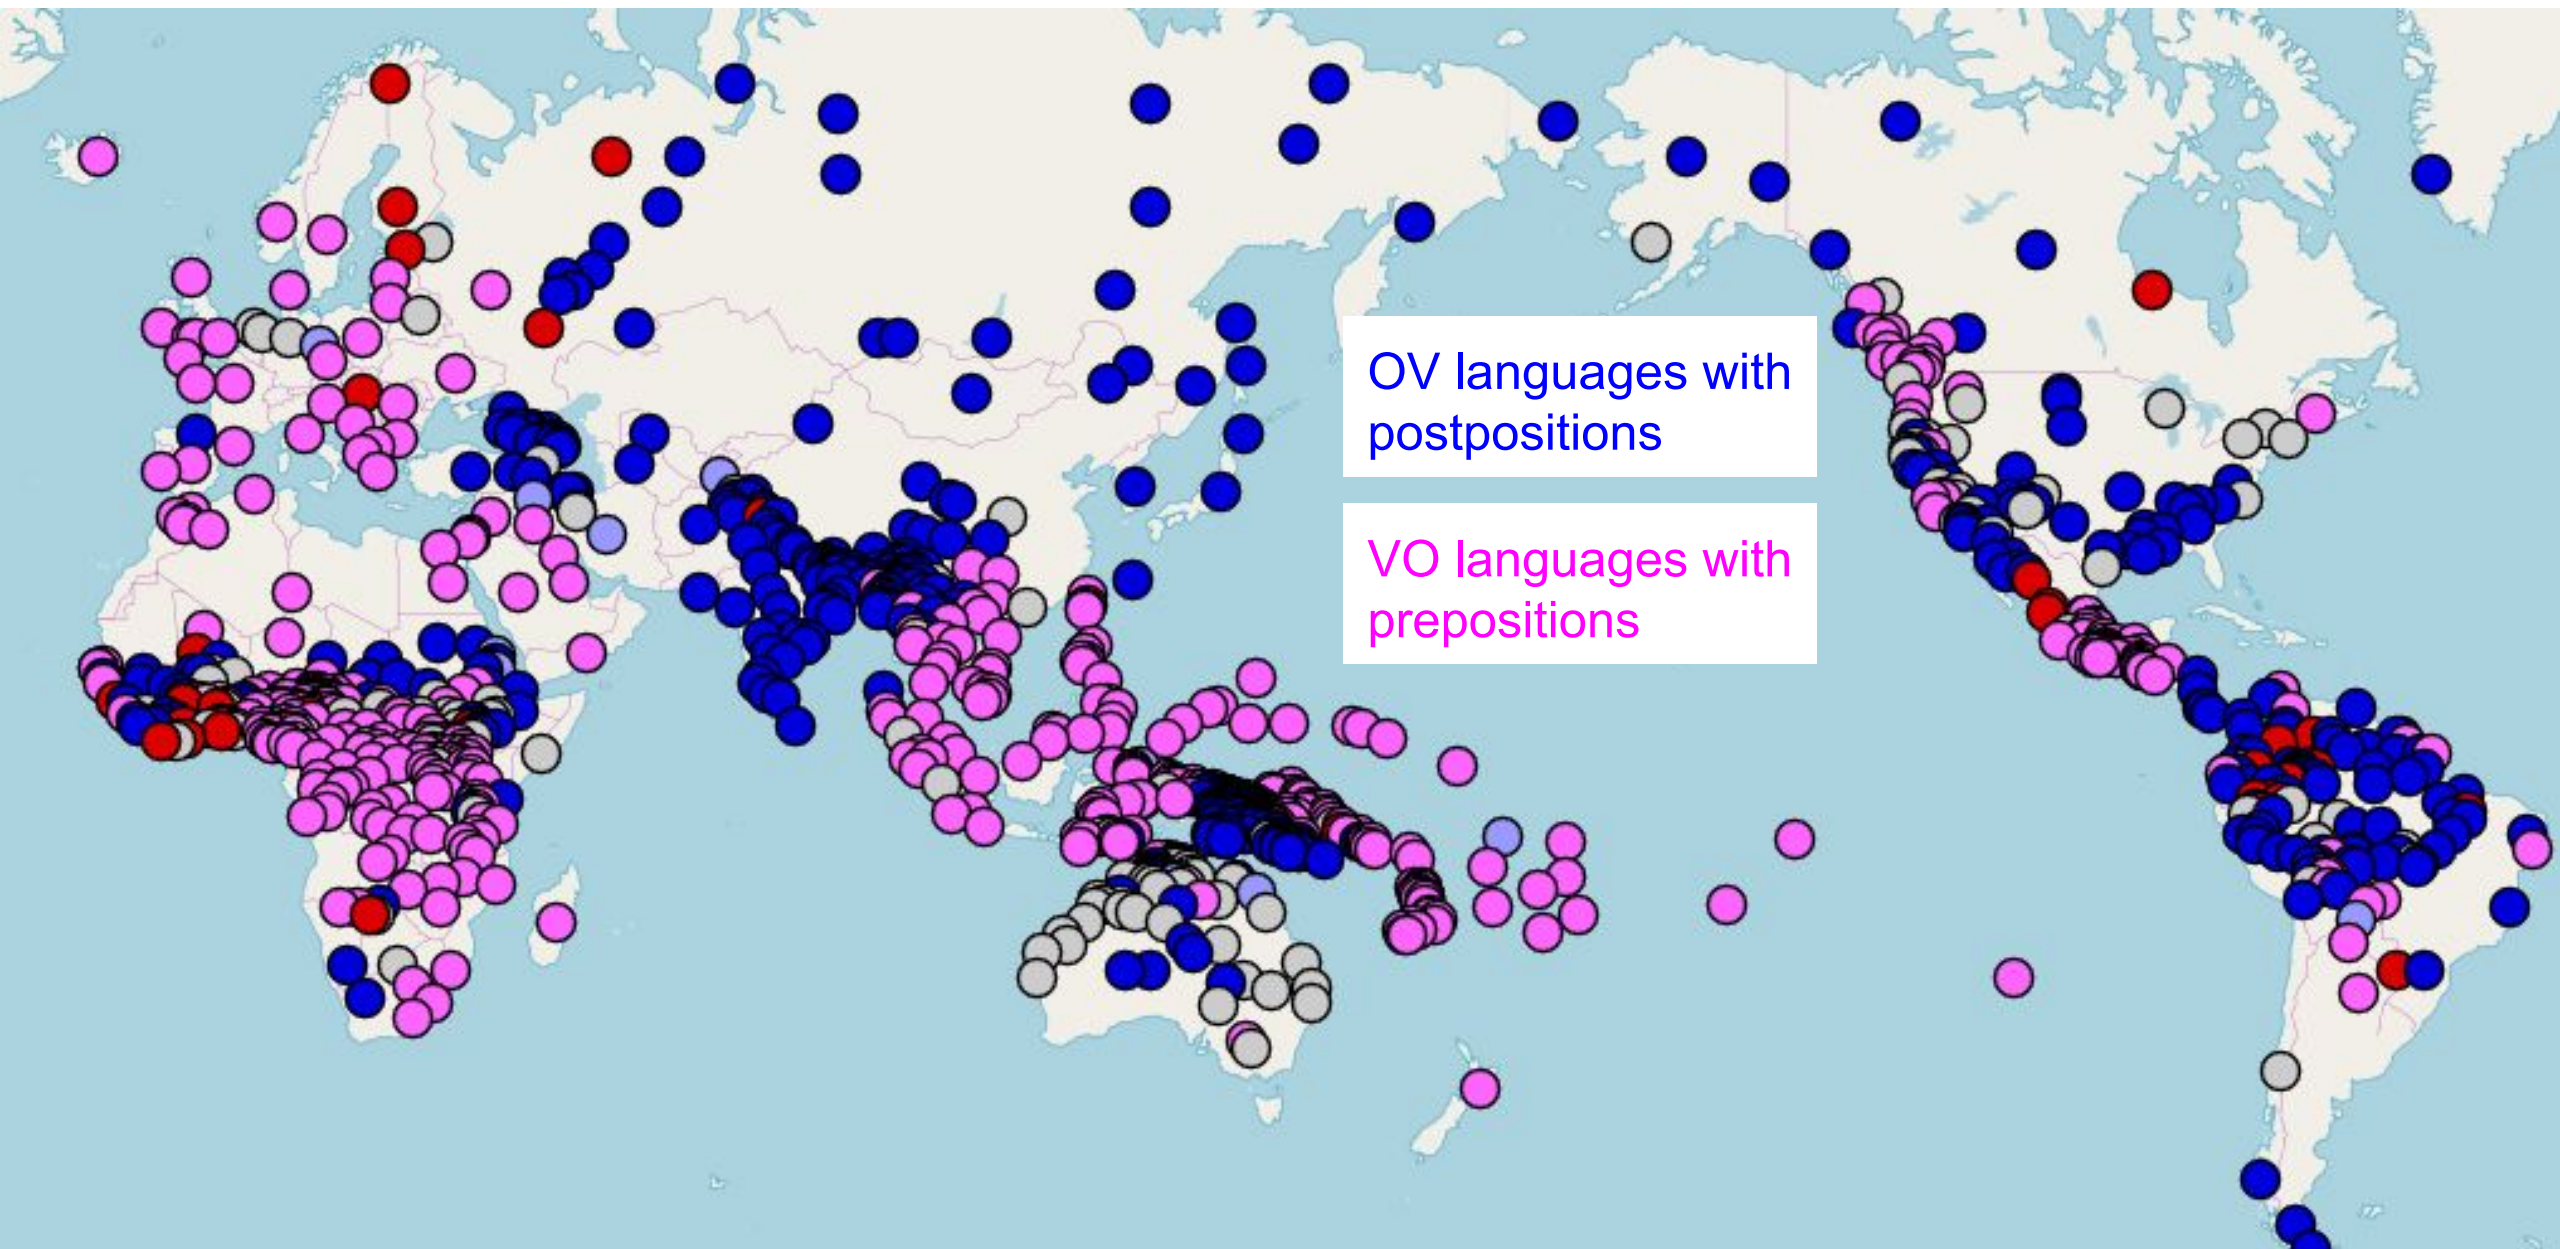 OV languages with
postpositions
VO languages with
prepositions